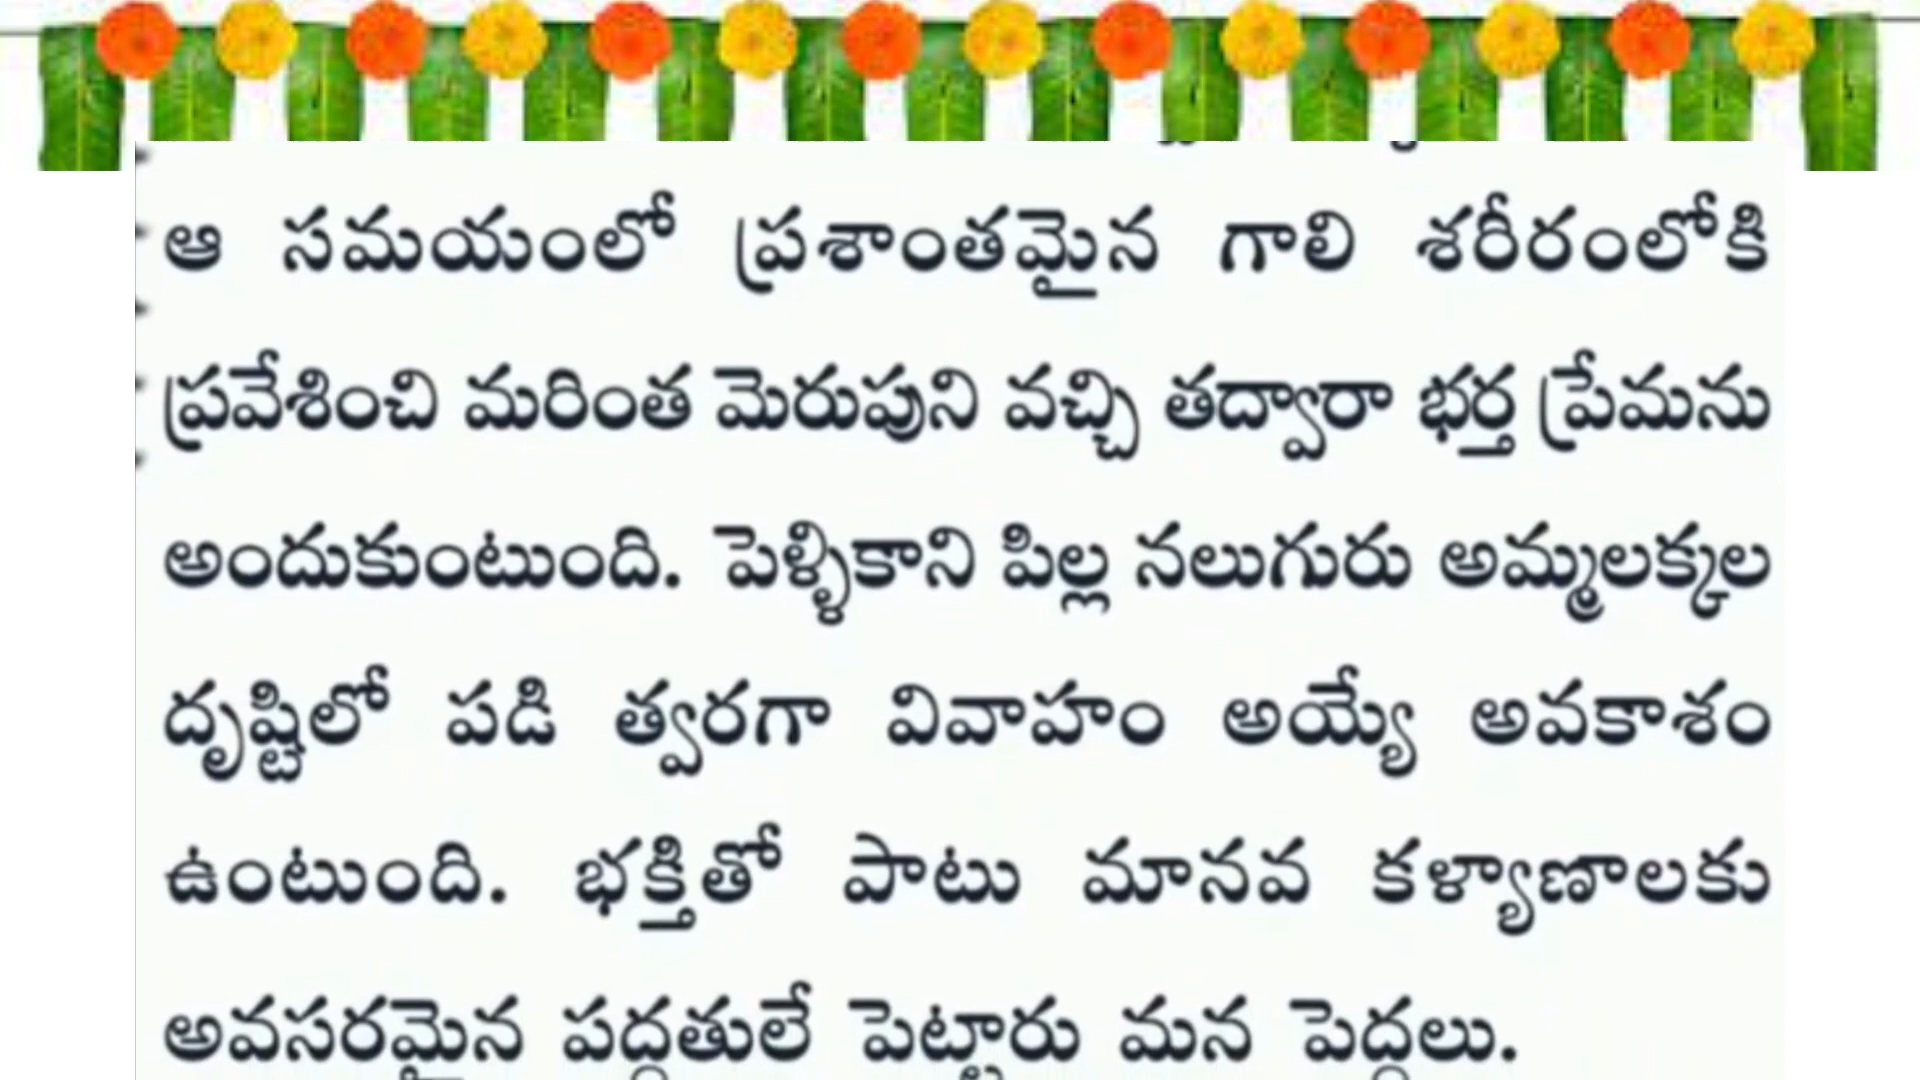 ఆ సమయంలో ప్రశాంతమైన గాలి శరీరంలోకి
ప్రవేశించి మరింత మెరుపుని వచ్చి తద్వారా భర్త ప్రేమను
అందుకుంటుంది. పెళ్ళికాని పిల్ల నలుగురు అమ్మలక్కల
దృష్టిలో పడి త్వరగా వివాహం అయ్యే అవకాశం
ఉంటుంది. భక్తితో పాటు మానవ కళ్యాణాలకు
అవసరమైన పద్దతులే పెట్టారు మన పెద్దలు.